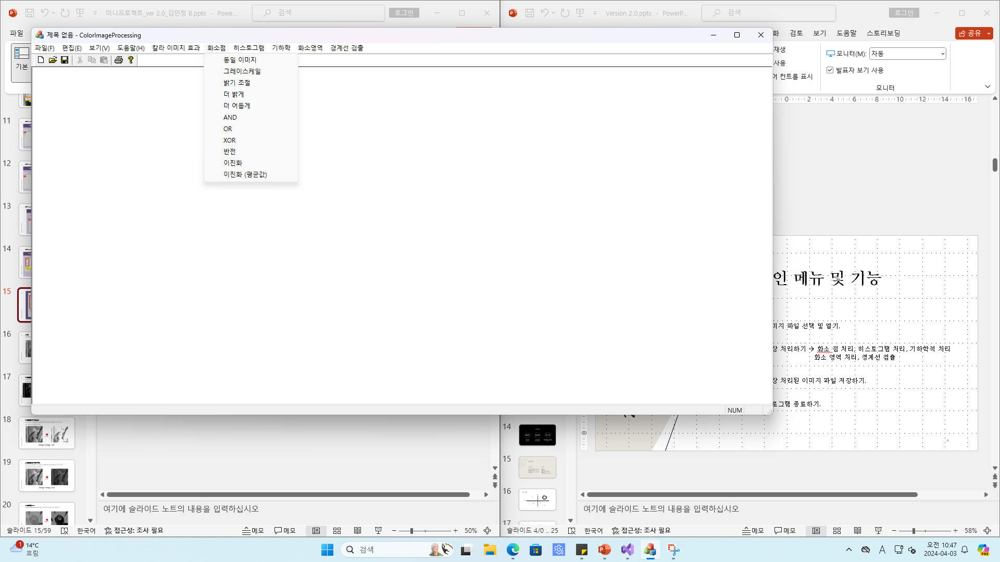 미니프로젝트_ver 2.0_김민정 B.pptx - Powe...
검색
로그인
Version 2.0.pptx - PowerP...
검색
로그인
파일
화
검토
보기
도움말
스토리보딩
공유
제목 없음 - ColorImageProcessing
파일(F)
편집(E)
보기(V)
도움말(H)
칼라 이미지 효과
화소점
히스토그램
기하학
화소영역
경계선 검출
동일 이미지
그레이스케일
밝기 조절
더 밝게
더 어둡게
AND
OR
XOR
반전
이진화
이진화 (평균값)
NUM
기본
재생
사용
어 컨트롤 표시
모니터(M):
자동
발표자 보기 사용
모니터
0 2 4 6 8 10 12 14 16
11
12
13
14
15
16
17
18
19
20
인 메뉴 및 기능
미지 파일 선택 및 열기.
상 처리하기 → 화소 점 처리, 히스토그램 처리, 기하학적 처리
화소 영역 처리, 경계선 검출
상 처리된 이미지 파일 저장하기.
로그램 종료하기.
4
8
14
15
16
17
여기에 슬라이드 노트의 내용을 입력하십시오
여기에 슬라이드 노트의 내용을 입력하십시오
슬라이드 15/59
한국어
접근성: 조사 필요
메모
메모
50%
슬라이드 4/0 .. 25
한국어
접근성: 조사 필요
메모
메모
58%
1
14°C
흐림
검색
PRE
A
오전 10:47
2024-04-03